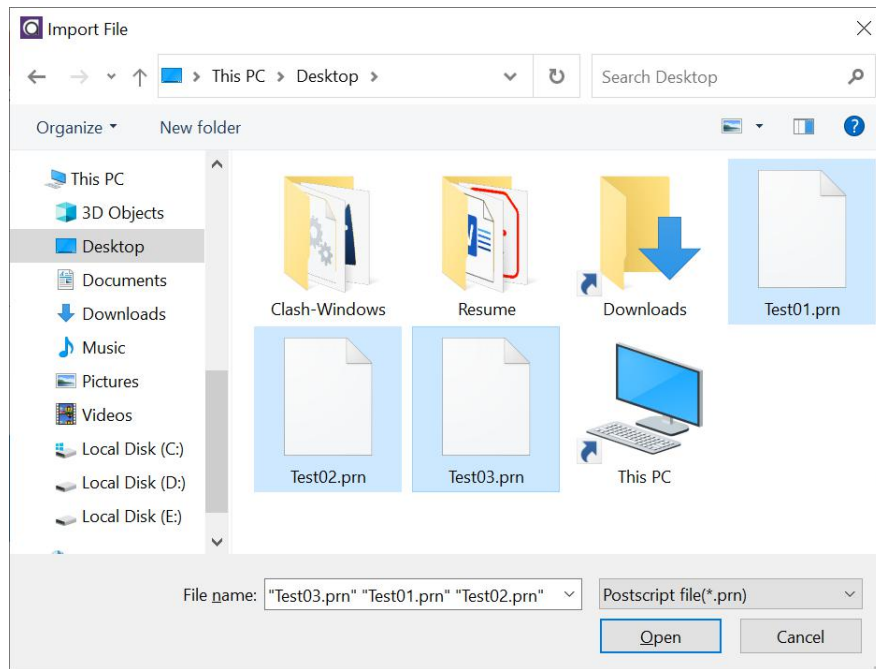 Import File
This PC > Desktop >
Search Desktop
Organize
New folder
This PC
3D Objects
Desktop
Documents
Downloads
Music
Pictures
Videos
Local Disk (C:)
Local Disk (D:)
Local Disk (E:)
Clash-Windows
Resume
Downloads
Test01.prn
Test02.prn
Test03.prn
This PC
File name: "Test03.prn" "Test01.prn" "Test02.prn"
Postscript file(*.prn)
Open
Cancel